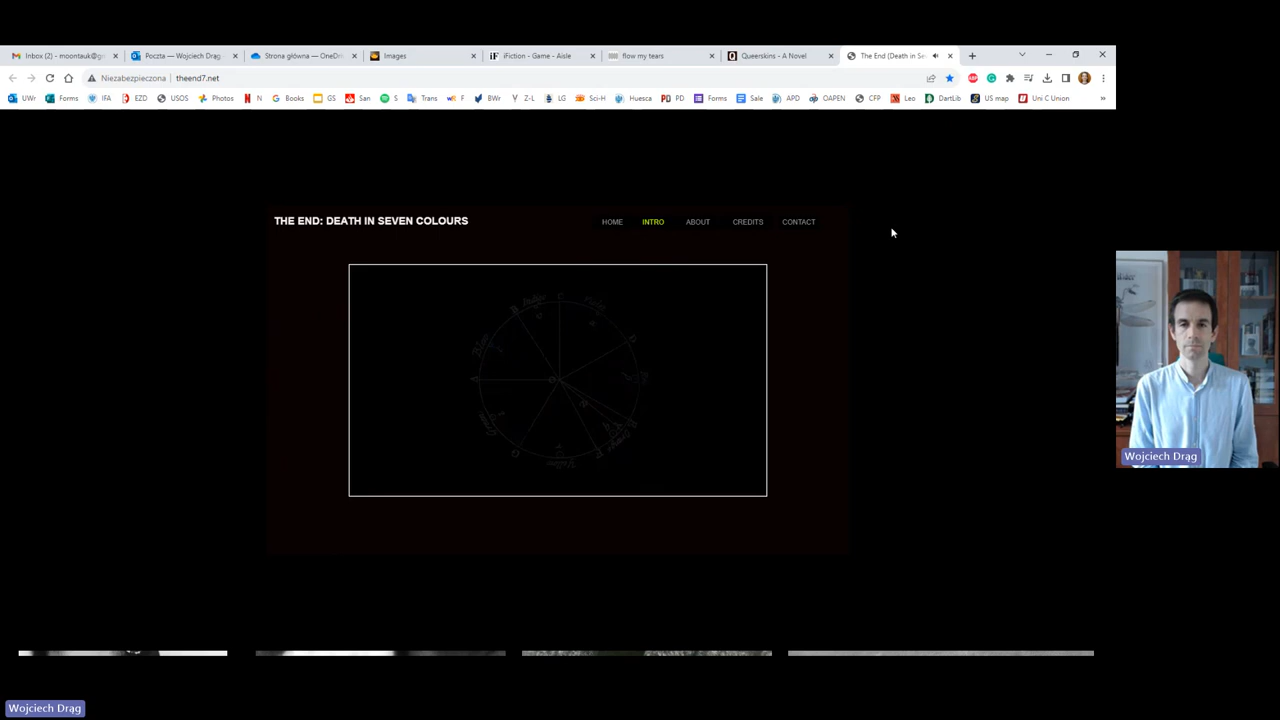 Inbox (2) - moontauk@g
Poczta — Wojciech Drąg
Strona główna — OneDri
Images
iFiction - Game - Aisle
flow my tears
Queerskins - A Novel
The End (Death in Se
Niezabezpieczona | theend7.net
UWr
Forms
IFA
EZD
USOS
Photos
N
Books
GS
San
S
Trans
F
BWr
Z-L
LG
Sci-H
Huesca
PD
Forms
Sale
APD
OAPEN
CFP
Leo
DartLib
US map
Uni C Union
»
THE END: DEATH IN SEVEN COLOURS
HOME
INTRO
ABOUT
CREDITS
CONTACT
Wojciech Drąg
Wojciech Drąg